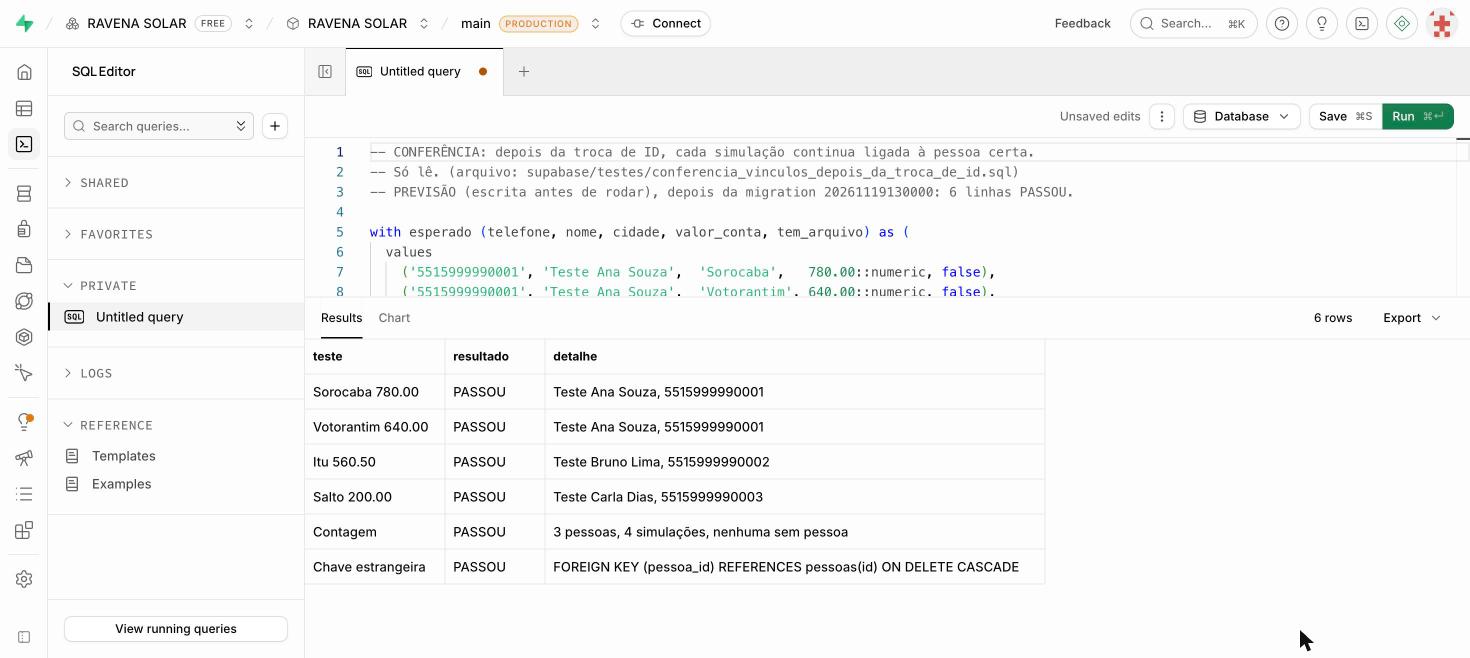 RAVENA SOLAR FREE RAVENA SOLAR main PRODUCTION Connect Feedback Search... ⌘K
SQL Editor
SQL Untitled query
Search queries...
Unsaved edits Database Save ⌘S Run ⌘↵
SHARED
FAVORITES
PRIVATE
SQL Untitled query
LOGS
REFERENCE
Templates
Examples
View running queries
1 -- CONFERÊNCIA: depois da troca de ID, cada simulação continua ligada à pessoa certa.
2 -- Só lê. (arquivo: supabase/testes/conferencia_vinculos_depois_da_troca_de_id.sql)
3 -- PREVISÃO (escrita antes de rodar), depois da migration 20261119130000: 6 linhas PASSOU.
4
5 with esperado (telefone, nome, cidade, valor_conta, tem_arquivo) as (
6 values
7 ('5515999990001', 'Teste Ana Souza', 'Sorocaba', 780.00::numeric, false),
8 ('5515999990001', 'Teste Ana Souza', 'Votorantim', 640.00::numeric, false),
Results Chart 6 rows Export
teste resultado detalhe
Sorocaba 780.00 PASSOU Teste Ana Souza, 5515999990001
Votorantim 640.00 PASSOU Teste Ana Souza, 5515999990001
Itu 560.50 PASSOU Teste Bruno Lima, 5515999990002
Salto 200.00 PASSOU Teste Carla Dias, 5515999990003
Contagem PASSOU 3 pessoas, 4 simulações, nenhuma sem pessoa
Chave estrangeira PASSOU FOREIGN KEY (pessoa_id) REFERENCES pessoas(id) ON DELETE CASCADE